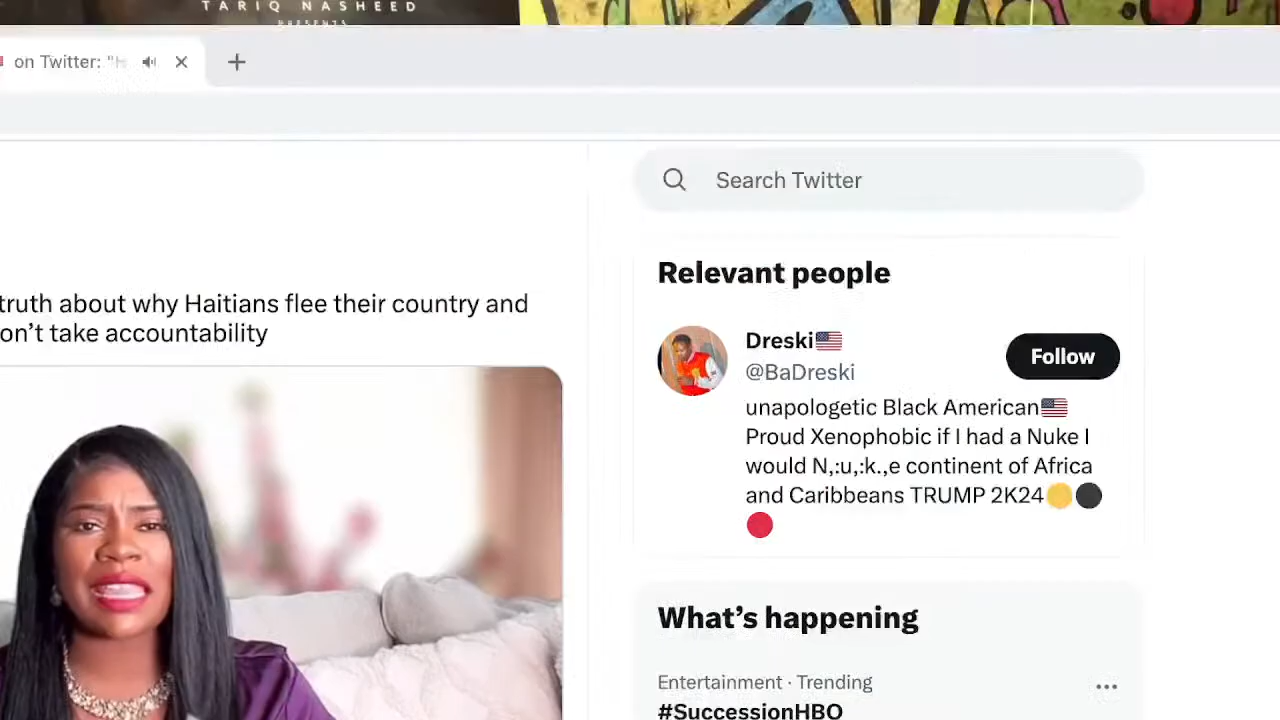 TARIQ NASHEED
PRESENTS
on Twitter: "H
Search Twitter
Relevant people
truth about why Haitians flee their country and
on’t take accountability
Dreski🇺🇸
@BaDreski
Follow
unapologetic Black American🇺🇸
Proud Xenophobic if I had a Nuke I
would N,:u,:k.,e continent of Africa
and Caribbeans TRUMP 2K24🟡⚫
🔴
What’s happening
Entertainment · Trending
#SuccessionHBO